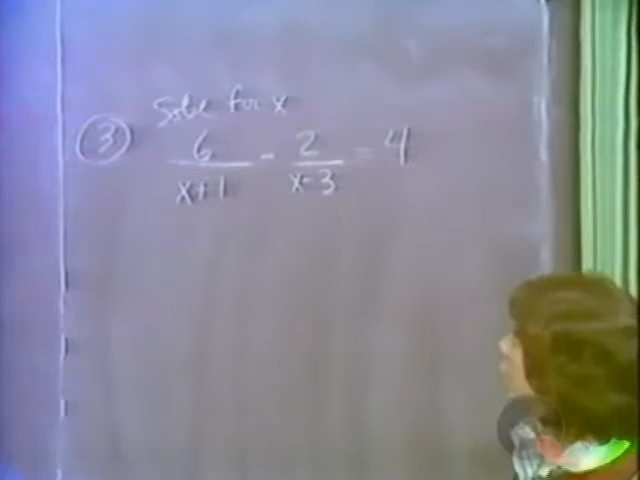 Solve for x
③ 6/(x+1) - 2/(x-3) = 4